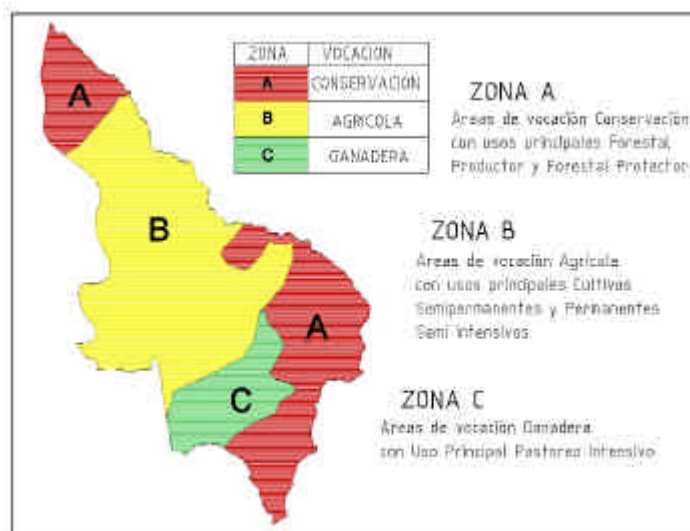 ZONA VOCACION
A CONSERVACION
B AGRICOLA
C GANADERA
A
B
A
C
ZONA A
Areas de vocación Conservación
con usos principales Forestal
Productor y Forestal Protector
ZONA B
Areas de vocación Agrícola
con usos principales Cultivos
Semipermanentes y Permanentes
Semi Intensivos
ZONA C
Areas de vocación Ganadera
con Uso Principal Pastoreo Intensivo